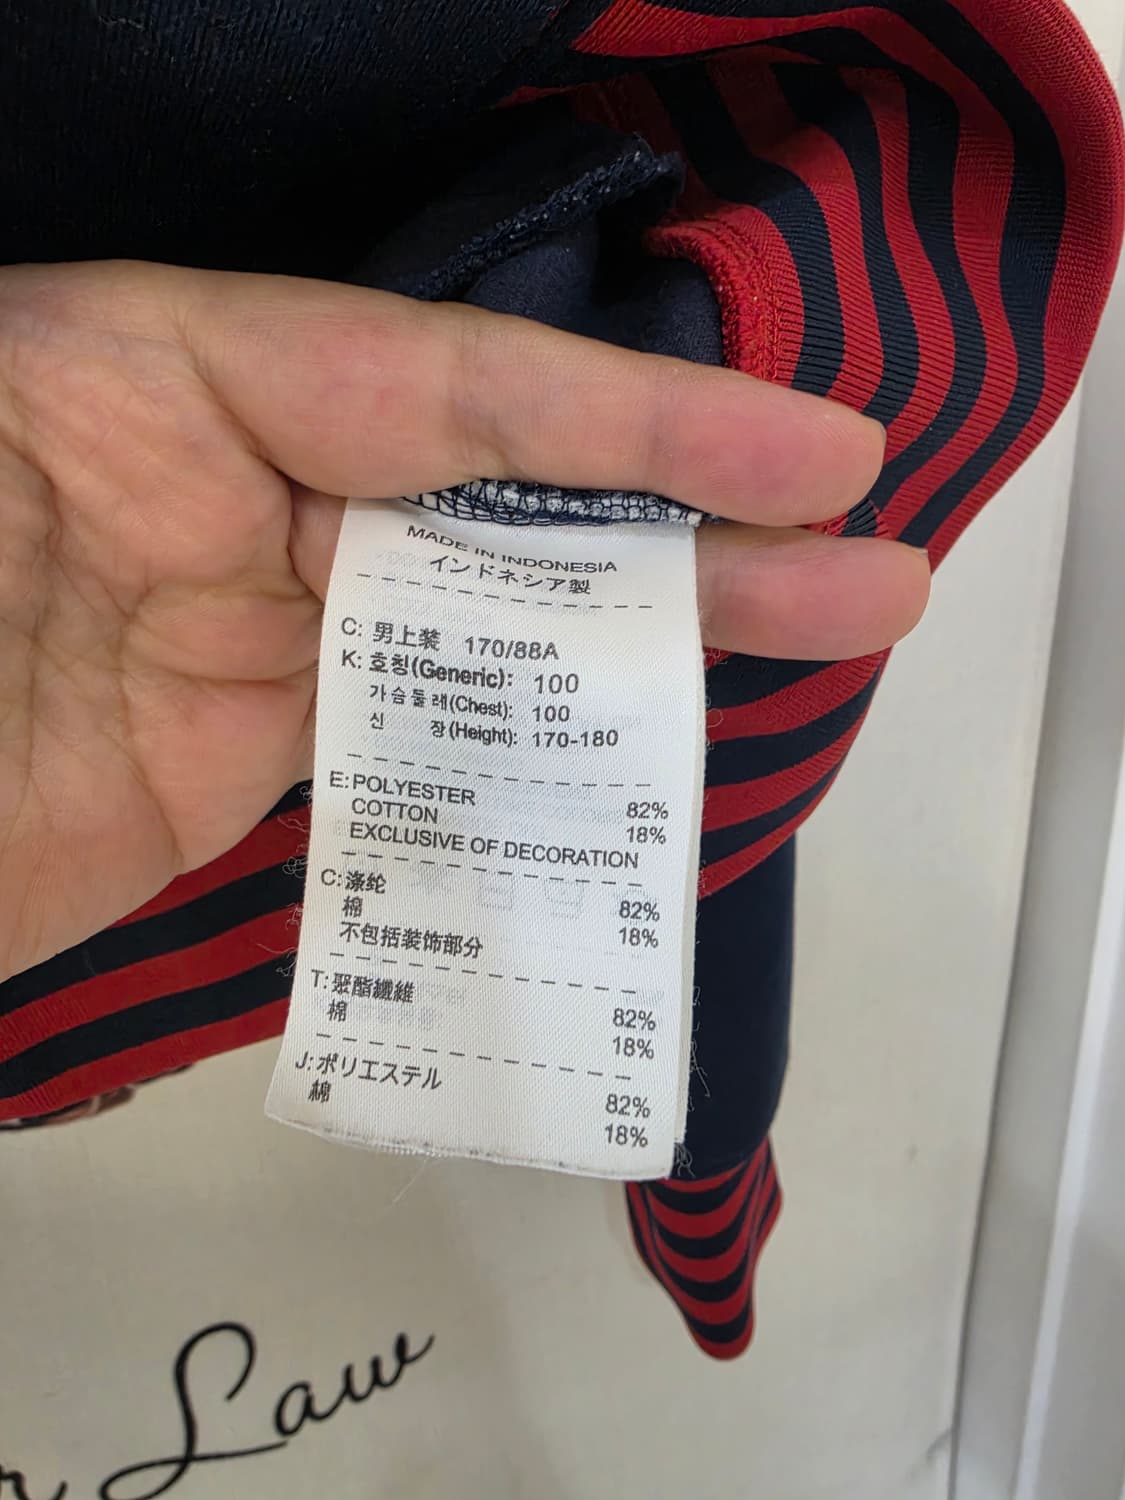 MADE IN INDONESIA
インドネシア製
C: 男上装 170/88A
K: 호칭(Generic): 100
가슴둘레(Chest): 100
신 장(Height): 170-180
E: POLYESTER 82%
COTTON 18%
EXCLUSIVE OF DECORATION
C: 涤纶 82%
棉 18%
不包括装饰部分
T: 聚酯纖維 82%
棉 18%
J: ポリエステル 82%
綿 18%
Law